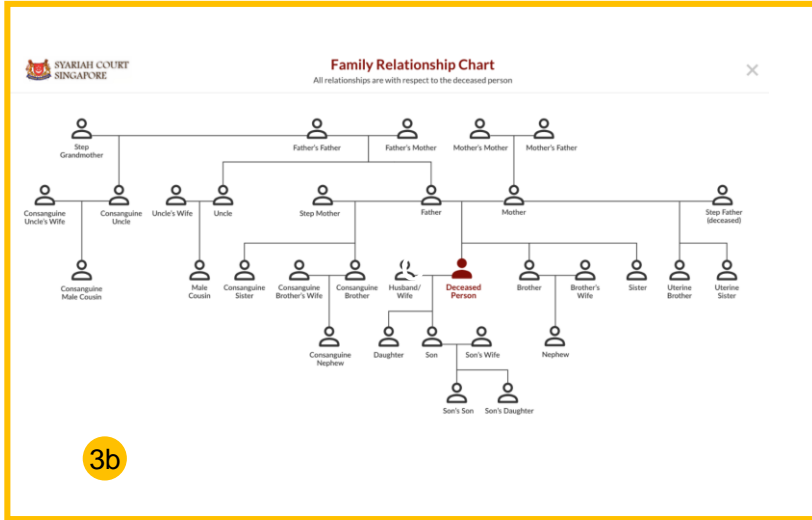 SYARIAH COURT
SINGAPORE
Family Relationship Chart
All relationships are with respect to the deceased person
Step
Grandmother
Father's Father
Father's Mother
Mother's Mother
Mother's Father
Consanguine
Uncle's Wife
Consanguine
Uncle
Uncle's Wife
Uncle
Step Mother
Father
Mother
Step Father
(deceased)
Consanguine
Male Cousin
Male
Cousin
Consanguine
Sister
Consanguine
Brother's Wife
Consanguine
Brother
Husband/
Wife
Deceased
Person
Brother
Brother's
Wife
Sister
Uterine
Brother
Uterine
Sister
Consanguine
Nephew
Daughter
Son
Son's Wife
Nephew
Son's Son
Son's Daughter
3b